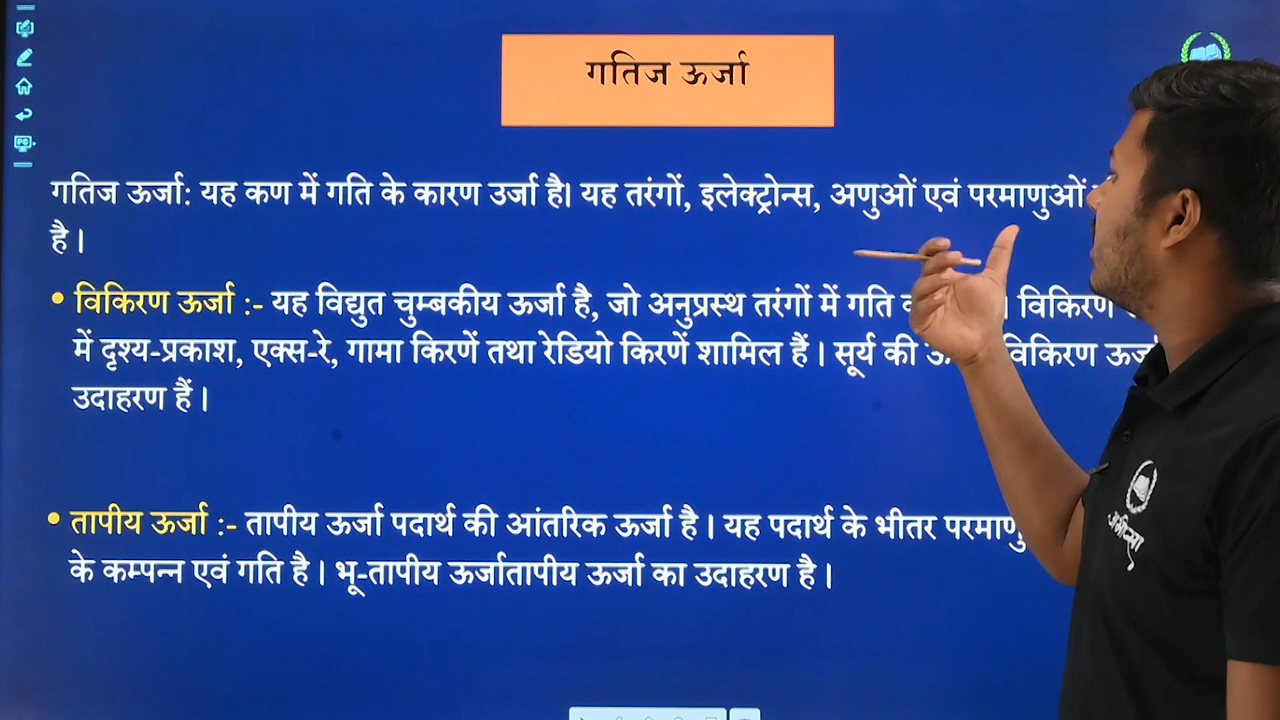 गतिज ऊर्जा
गतिज ऊर्जा: यह कण में गति के कारण उर्जा है। यह तरंगों, इलेक्ट्रोन्स, अणुओं एवं परमाणुओं
है ।
• विकिरण ऊर्जा :- यह विद्युत चुम्बकीय ऊर्जा है, जो अनुप्रस्थ तरंगों में गति विकिरण
में दृश्य-प्रकाश, एक्स-रे, गामा किरणें तथा रेडियो किरणें शामिल हैं । सूर्य की विकिरण
उदाहरण हैं ।
• तापीय ऊर्जा :- तापीय ऊर्जा पदार्थ की आंतरिक ऊर्जा है । यह पदार्थ के भीतर
के कम्पन्न एवं गति है । भू-तापीय ऊर्जातापीय ऊर्जा का उदाहरण है ।